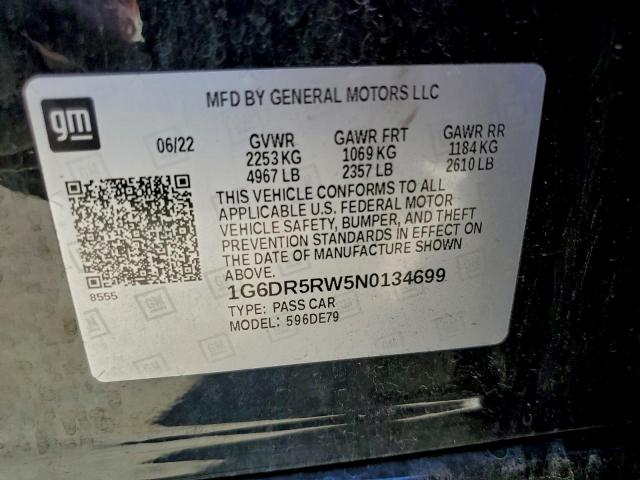 MFD BY GENERAL MOTORS LLC
gm
06/22 GVWR GAWR FRT GAWR RR
2253 KG 1069 KG 1184 KG
4967 LB 2357 LB 2610 LB
THIS VEHICLE CONFORMS TO ALL
APPLICABLE U.S. FEDERAL MOTOR
VEHICLE SAFETY, BUMPER, AND THEFT
PREVENTION STANDARDS IN EFFECT ON
THE DATE OF MANUFACTURE SHOWN
ABOVE.
8555
1G6DR5RW5N0134699
TYPE: PASS CAR
MODEL: 596DE79